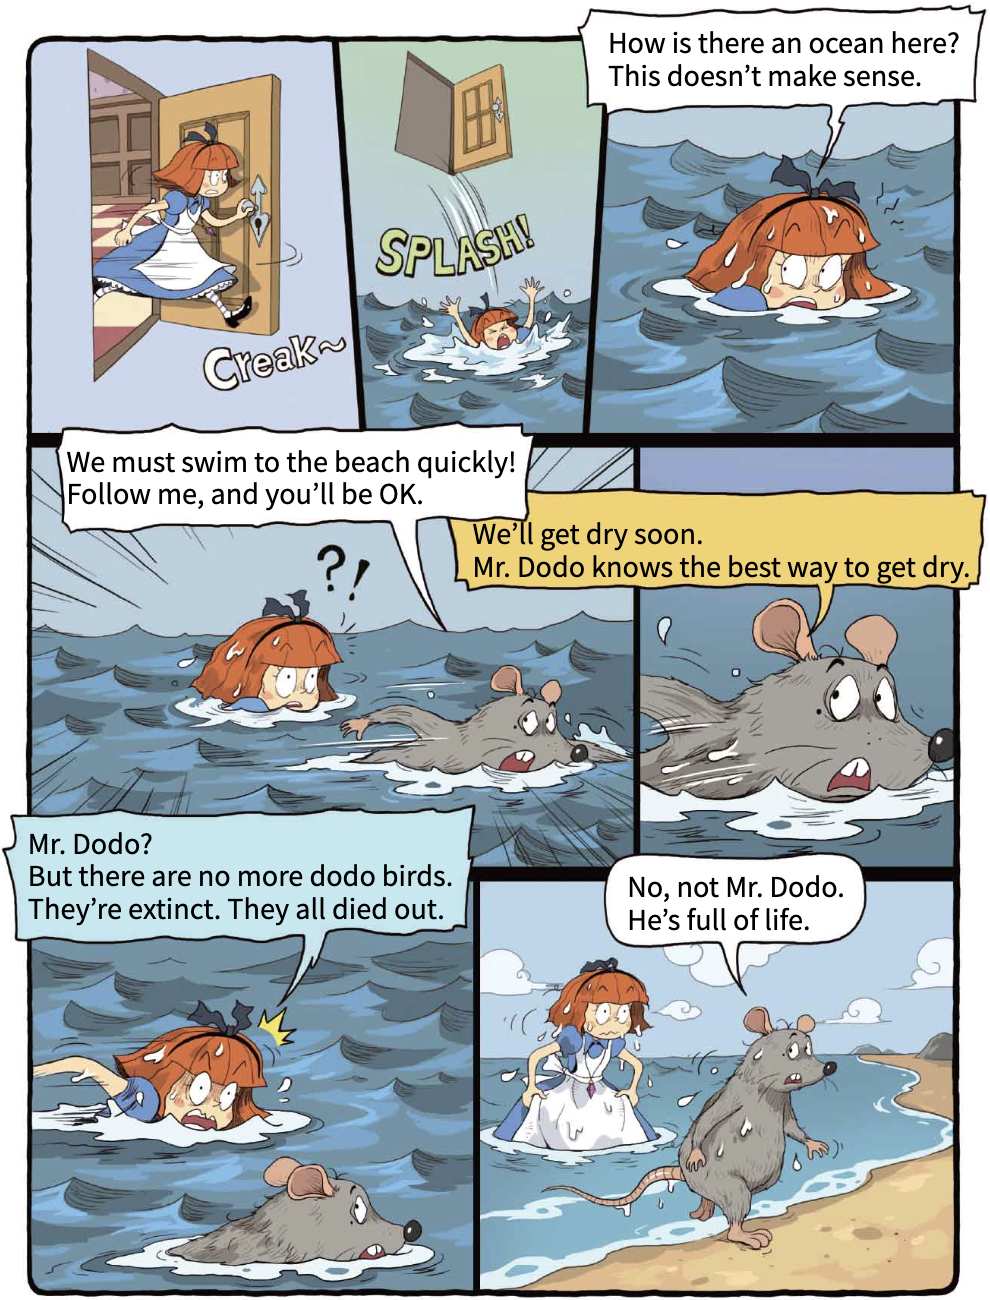 How is there an ocean here?
This doesn't make sense.
Creak~
SPLASH!
We must swim to the beach quickly!
Follow me, and you'll be OK.
?!
We'll get dry soon.
Mr. Dodo knows the best way to get dry.
Mr. Dodo?
But there are no more dodo birds.
They're extinct. They all died out.
No, not Mr. Dodo.
He's full of life.